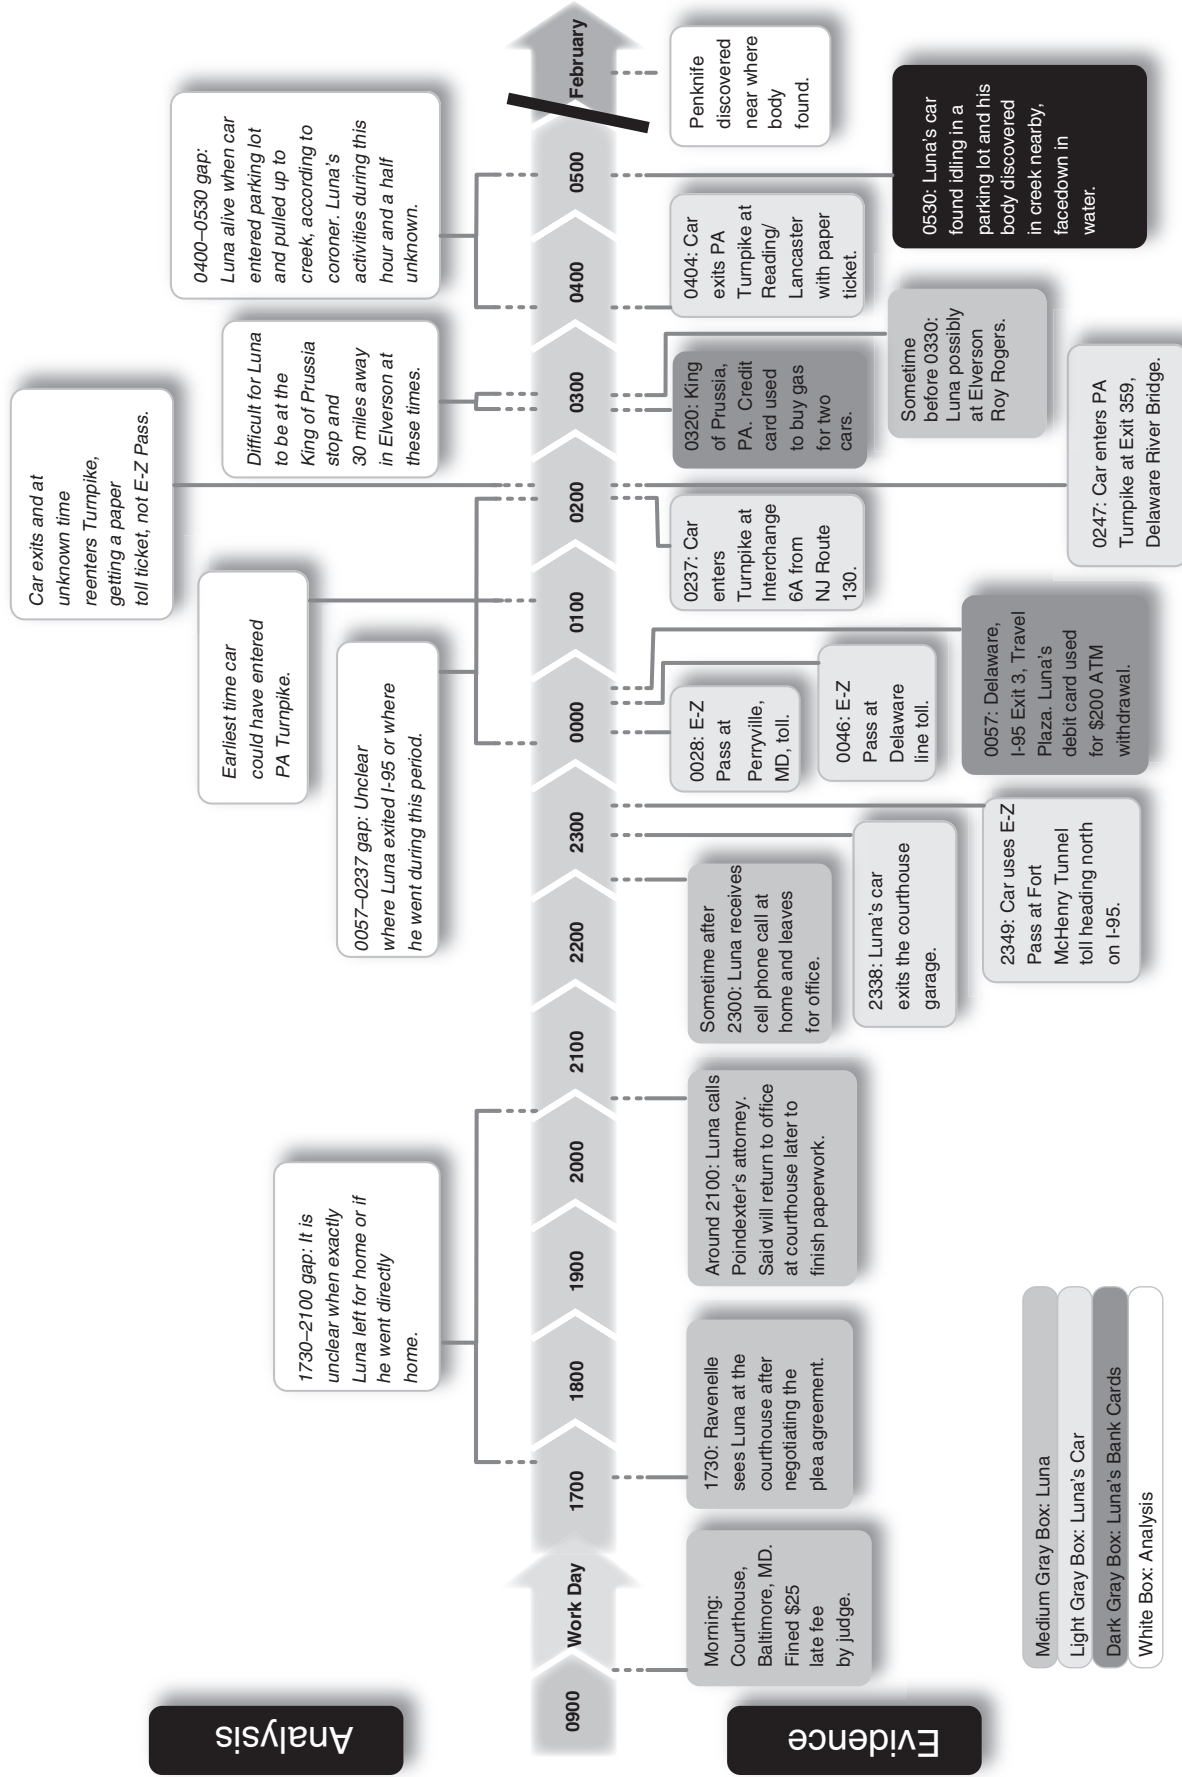 Analysis
1730–2100 gap: It is
unclear when exactly
Luna left for home or if
he went directly
home.
0057–0237 gap: Unclear
where Luna exited I-95 or where
he went during this period.
Earliest time car
could have entered
PA Turnpike.
Car exits and at
unknown time
reenters Turnpike,
getting a paper
toll ticket, not E-Z Pass.
Difficult for Luna
to be at the
King of Prussia
stop and
30 miles away
in Elverson at
these times.
0400–0530 gap:
Luna alive when car
entered parking lot
and pulled up to
creek, according to
coroner. Luna's
activities during this
hour and a half
unknown.
0900
Work Day
1700
1800
1900
2000
2100
2200
2300
0000
0100
0200
0300
0400
0500
February
Evidence
Morning:
Courthouse,
Baltimore, MD.
Fined $25
late fee
by judge.
1730: Ravenelle
sees Luna at the
courthouse after
negotiating the
plea agreement.
Around 2100: Luna calls
Poindexter's attorney.
Said will return to office
at courthouse later to
finish paperwork.
Sometime after
2300: Luna receives
cell phone call at
home and leaves
for office.
2338: Luna's car
exits the courthouse
garage.
2349: Car uses E-Z
Pass at Fort
McHenry Tunnel
toll heading north
on I-95.
0028: E-Z
Pass at
Perryville,
MD, toll.
0046: E-Z
Pass at
Delaware
line toll.
0057: Delaware,
I-95 Exit 3, Travel
Plaza. Luna's
debit card used
for $200 ATM
withdrawal.
0237: Car
enters
Turnpike at
Interchange
6A from
NJ Route
130.
0247: Car enters PA
Turnpike at Exit 359,
Delaware River Bridge.
0320: King
of Prussia,
PA. Credit
card used
to buy gas
for two
cars.
Sometime
before 0330:
Luna possibly
at Elverson
Roy Rogers.
0404: Car
exits PA
Turnpike at
Reading/
Lancaster
with paper
ticket.
0530: Luna's car
found idling in a
parking lot and his
body discovered
in creek nearby,
facedown in
water.
Penknife
discovered
near where
body
found.
Medium Gray Box: Luna
Light Gray Box: Luna's Car
Dark Gray Box: Luna's Bank Cards
White Box: Analysis